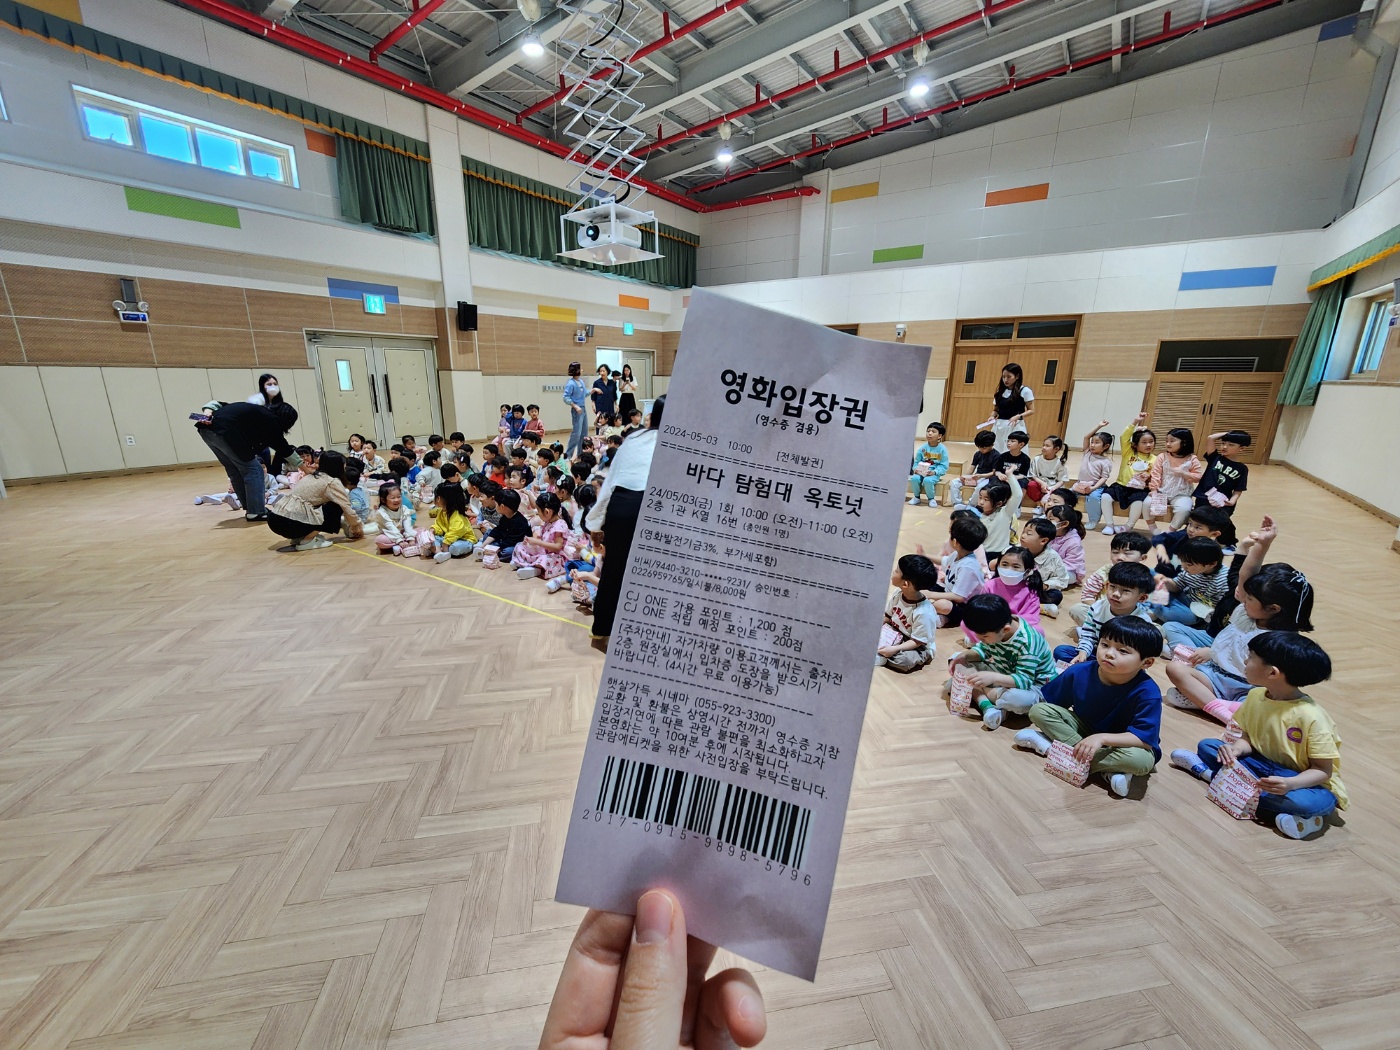 영화입장권
(영수증 겸용)
2024-05-03 10:00 [전체발권]
바다 탐험대 옥토넛
24/05/03(금) 1회 10:00 (오전)-11:00 (오전)
2층 1관 K열 16번 (총인원 1명)
(영화발전기금3%, 부가세포함)
비씨/9440-3210-****-9231/ 승인번호 :
0226959765/일시불/8,000원
CJ ONE 가용 포인트 : 1,200 점
CJ ONE 적립 예정 포인트 : 200점
[주차안내] 자가차량 이용고객께서는 출차전
2층 원장실에서 입차증 도장을 받으시기
바랍니다. (4시간 무료 이용가능)
햇살가득 시네마 (055-923-3300)
교환 및 환불은 상영시간 전까지 영수증 지참
입장지연에 따른 관람 불편을 최소화하고자
본영화는 약 10여분 후에 시작됩니다.
관람에티켓을 위한 사전입장을 부탁드립니다.
2017-0915-9898-5796
Popcorn
POPCORN